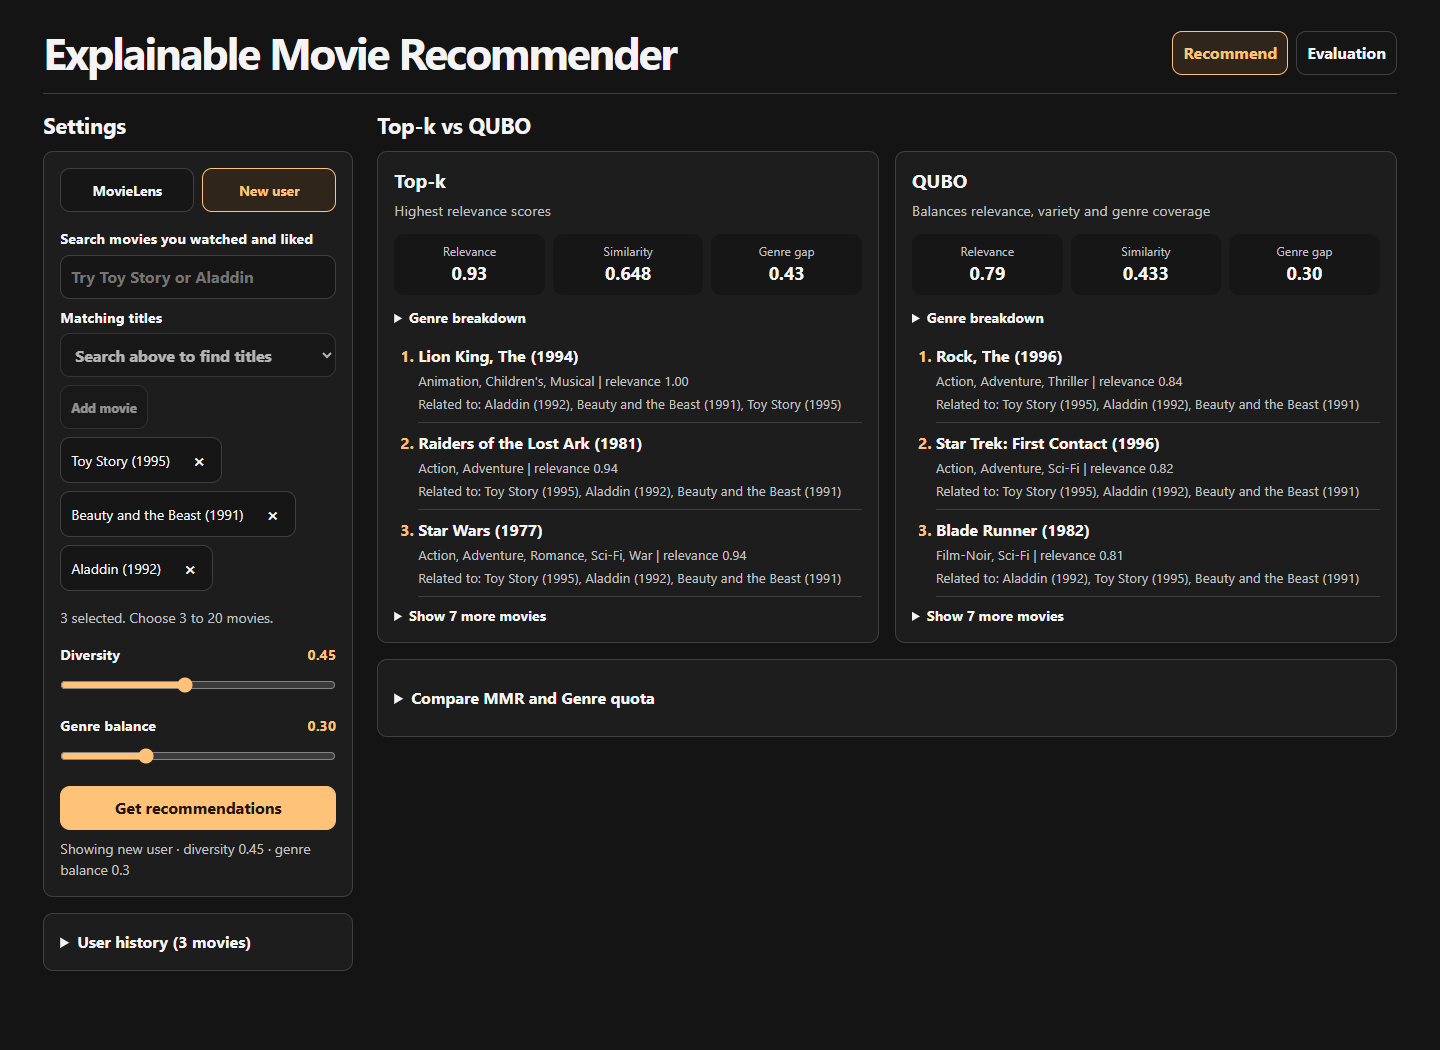 Explainable Movie Recommender
Recommend
Evaluation
Settings
MovieLens
New user
Search movies you watched and liked
Try Toy Story or Aladdin
Matching titles
Search above to find titles
Add movie
Toy Story (1995) ×
Beauty and the Beast (1991) ×
Aladdin (1992) ×
3 selected. Choose 3 to 20 movies.
Diversity 0.45
Genre balance 0.30
Get recommendations
Showing new user · diversity 0.45 · genre
balance 0.3
User history (3 movies)
Top-k vs QUBO
Top-k
Highest relevance scores
Relevance
0.93
Similarity
0.648
Genre gap
0.43
Genre breakdown
1. Lion King, The (1994)
Animation, Children's, Musical | relevance 1.00
Related to: Aladdin (1992), Beauty and the Beast (1991), Toy Story (1995)
2. Raiders of the Lost Ark (1981)
Action, Adventure | relevance 0.94
Related to: Toy Story (1995), Aladdin (1992), Beauty and the Beast (1991)
3. Star Wars (1977)
Action, Adventure, Romance, Sci-Fi, War | relevance 0.94
Related to: Toy Story (1995), Aladdin (1992), Beauty and the Beast (1991)
Show 7 more movies
QUBO
Balances relevance, variety and genre coverage
Relevance
0.79
Similarity
0.433
Genre gap
0.30
Genre breakdown
1. Rock, The (1996)
Action, Adventure, Thriller | relevance 0.84
Related to: Toy Story (1995), Aladdin (1992), Beauty and the Beast (1991)
2. Star Trek: First Contact (1996)
Action, Adventure, Sci-Fi | relevance 0.82
Related to: Toy Story (1995), Aladdin (1992), Beauty and the Beast (1991)
3. Blade Runner (1982)
Film-Noir, Sci-Fi | relevance 0.81
Related to: Aladdin (1992), Toy Story (1995), Beauty and the Beast (1991)
Show 7 more movies
Compare MMR and Genre quota